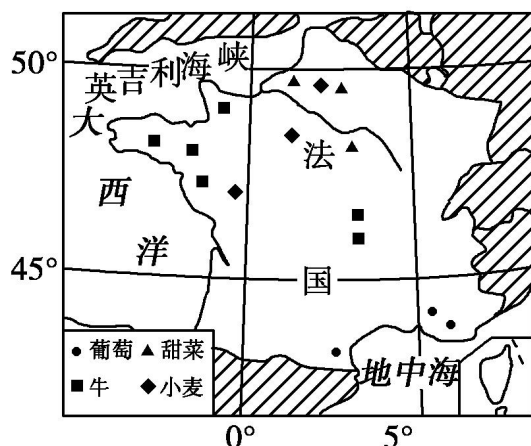 50°
英吉利海峡
大西洋
法国
45°
地中海
●葡萄 ▲甜菜
■牛 ◆小麦
0° 5°